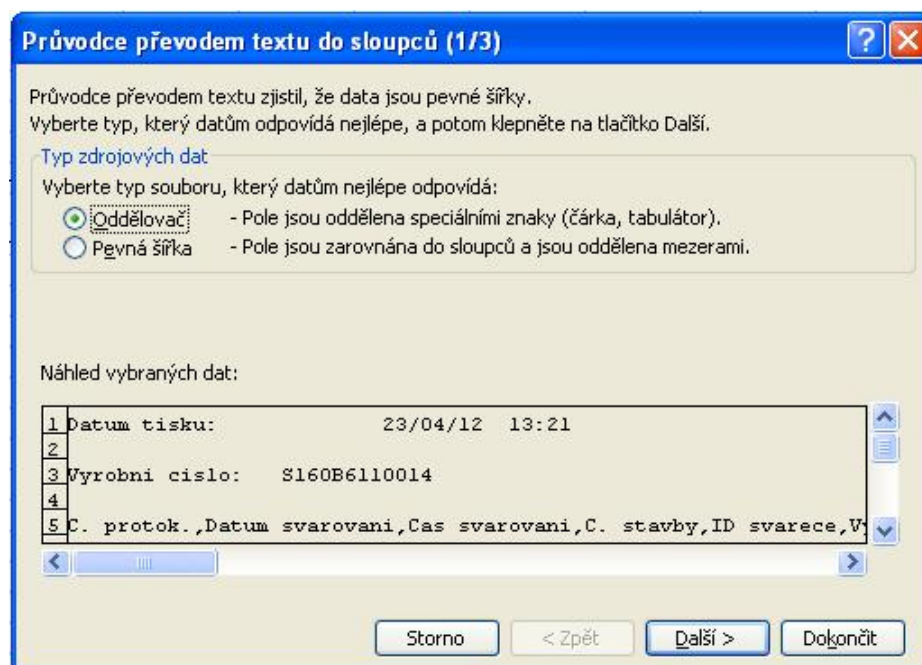 Průvodce převodem textu do sloupců (1/3)
Průvodce převodem textu zjistil, že data jsou pevné šířky.
Vyberte typ, který datům odpovídá nejlépe, a potom klepněte na tlačítko Další.
Typ zdrojových dat
Vyberte typ souboru, který datům nejlépe odpovídá:
Oddělovač - Pole jsou oddělena speciálními znaky (čárka, tabulátor).
Pevná šířka - Pole jsou zarovnána do sloupců a jsou oddělena mezerami.
Náhled vybraných dat:
1 Datum tisku: 23/04/12 13:21
2
3 Vyrobni cislo: S160B6110014
4
5 C. protok.,Datum svarovani,Cas svarovani,C. stavby,ID svarece,
Storno < Zpět Další > Dokončit